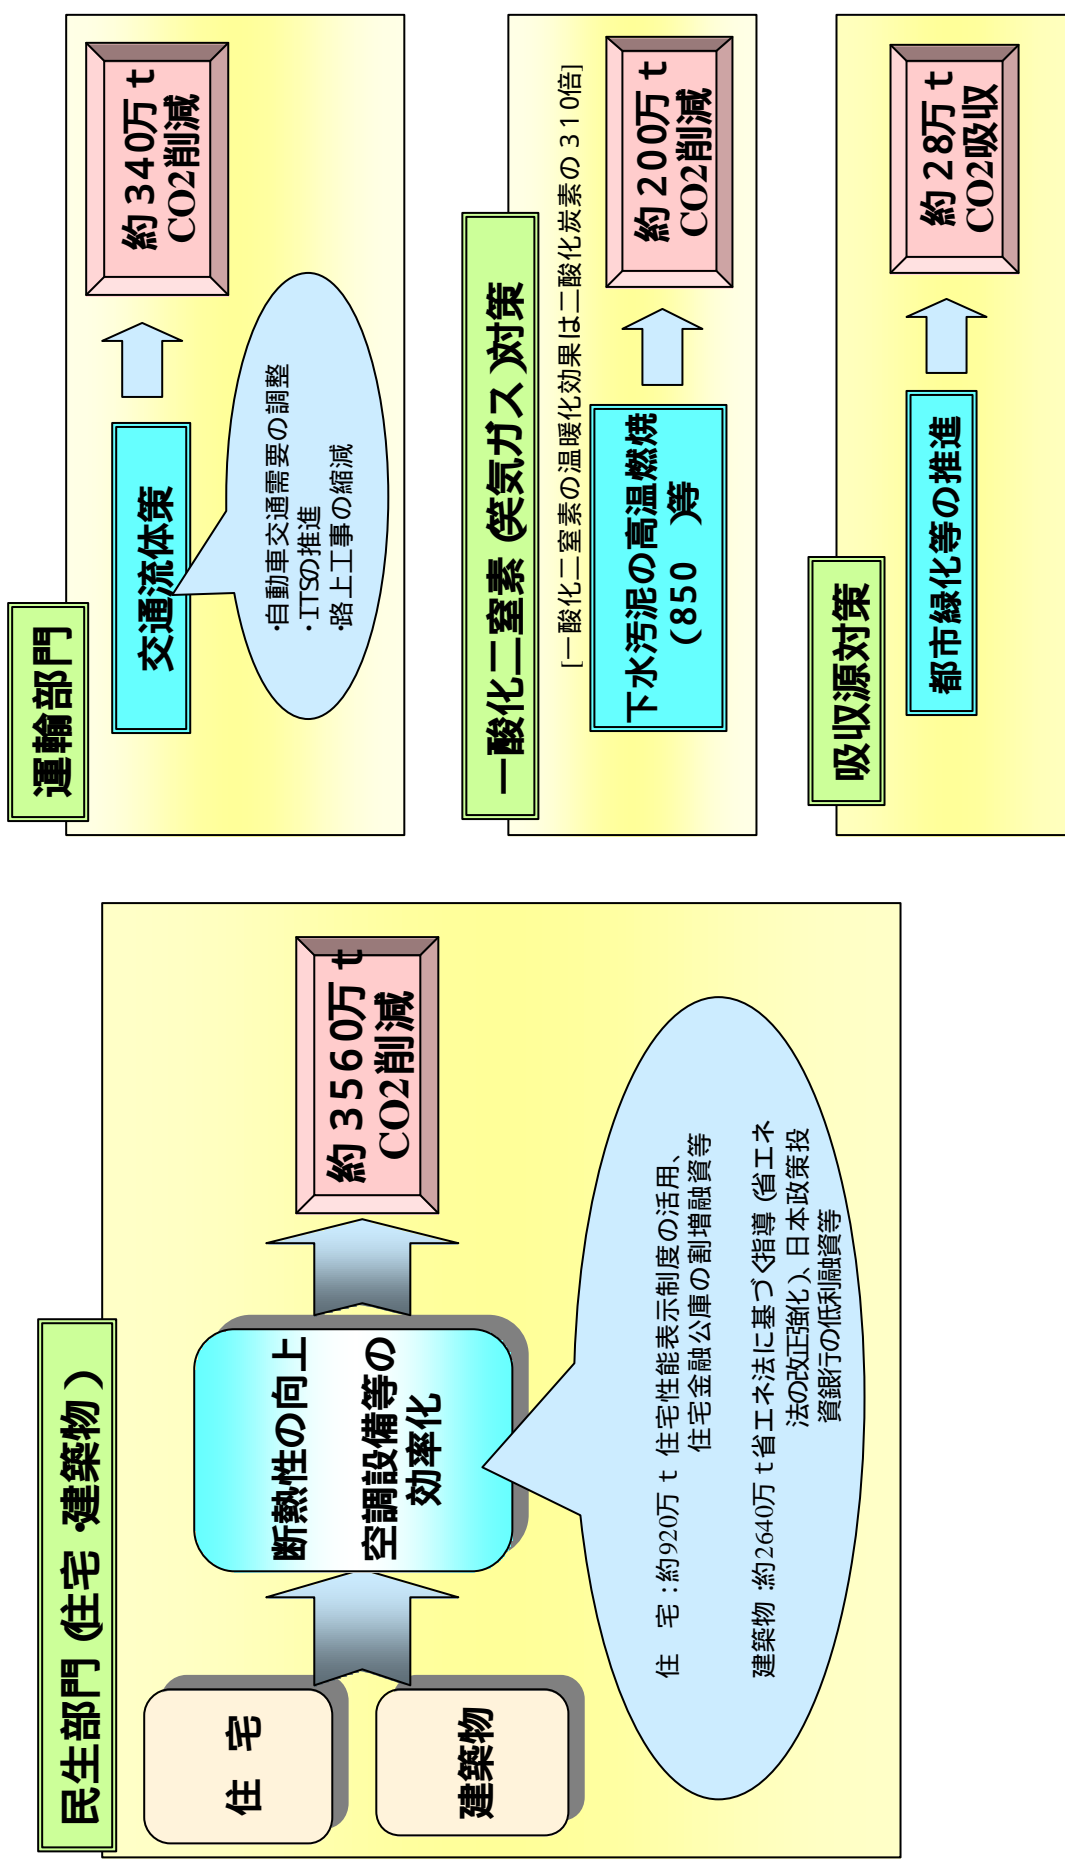 民生部門（住宅・建築物）
住　宅
建築物
断熱性の向上
空調設備等の
効率化
約３５６０万ｔ
CO2削減
住　宅：約920万ｔ 住宅性能表示制度の活用、
住宅金融公庫の割増融資等
建築物：約2640万ｔ省エネ法に基づく指導（省エネ
法の改正強化）、日本政策投
資銀行の低利融資等
運輸部門
交通流体策
約３４０万ｔ
CO2削減
・自動車交通需要の調整
・ITSの推進
・路上工事の縮減
一酸化二窒素（笑気ガス）対策
[一酸化二窒素の温暖化効果は二酸化炭素の３１０倍]
下水汚泥の高温燃焼
（８５０　）等
約２００万ｔ
CO2削減
吸収源対策
都市緑化等の推進
約２８万ｔ
CO2吸収